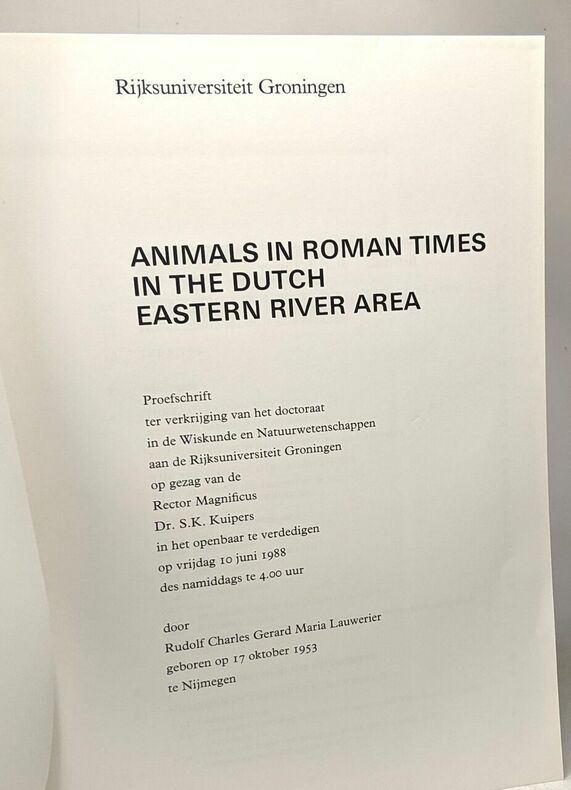 Rijksuniversiteit Groningen
ANIMALS IN ROMAN TIMES
IN THE DUTCH
EASTERN RIVER AREA
Proefschrift
ter verkrijging van het doctoraat
in de Wiskunde en Natuurwetenschappen
aan de Rijksuniversiteit Groningen
op gezag van de
Rector Magnificus
Dr. S.K. Kuipers
in het openbaar te verdedigen
op vrijdag 10 juni 1988
des namiddags te 4.00 uur
door
Rudolf Charles Gerard Maria Lauwerier
geboren op 17 oktober 1953
te Nijmegen